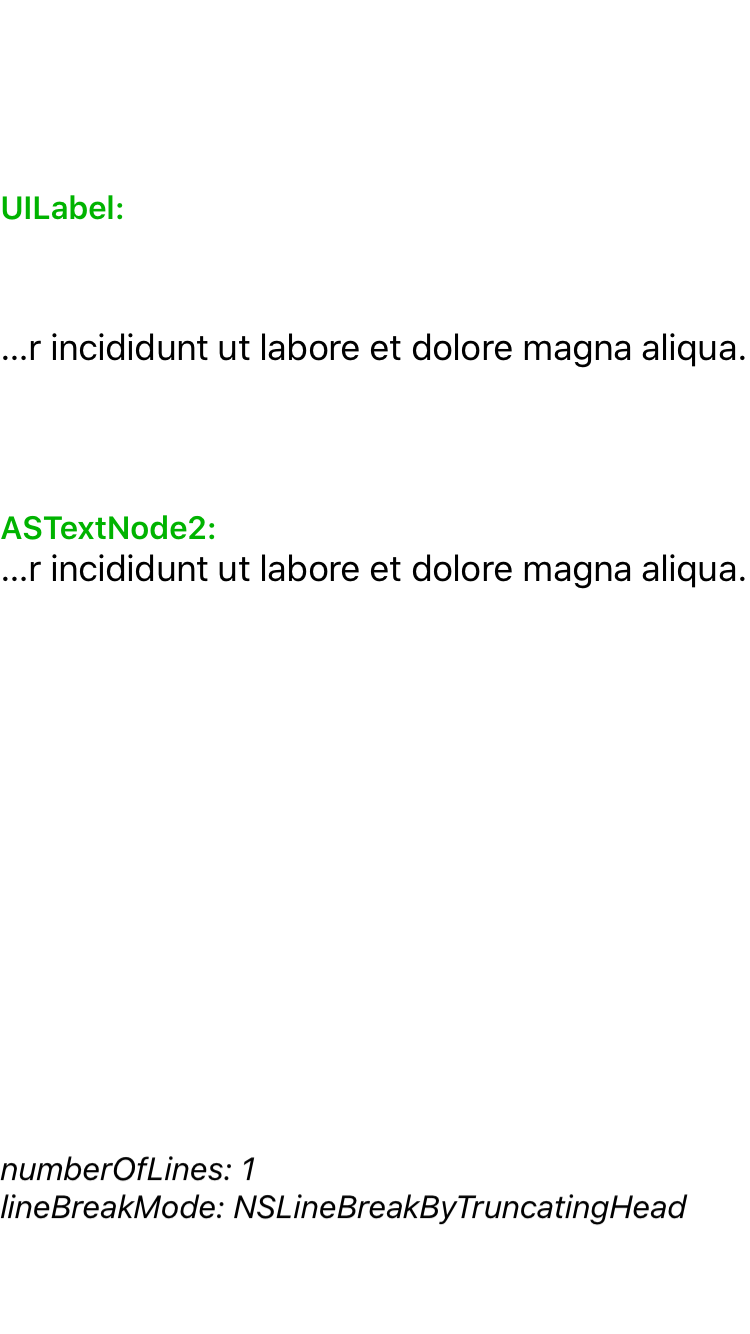 UILabel:
…r incididunt ut labore et dolore magna aliqua.
ASTextNode2:
…r incididunt ut labore et dolore magna aliqua.
numberOfLines: 1
lineBreakMode: NSLineBreakByTruncatingHead